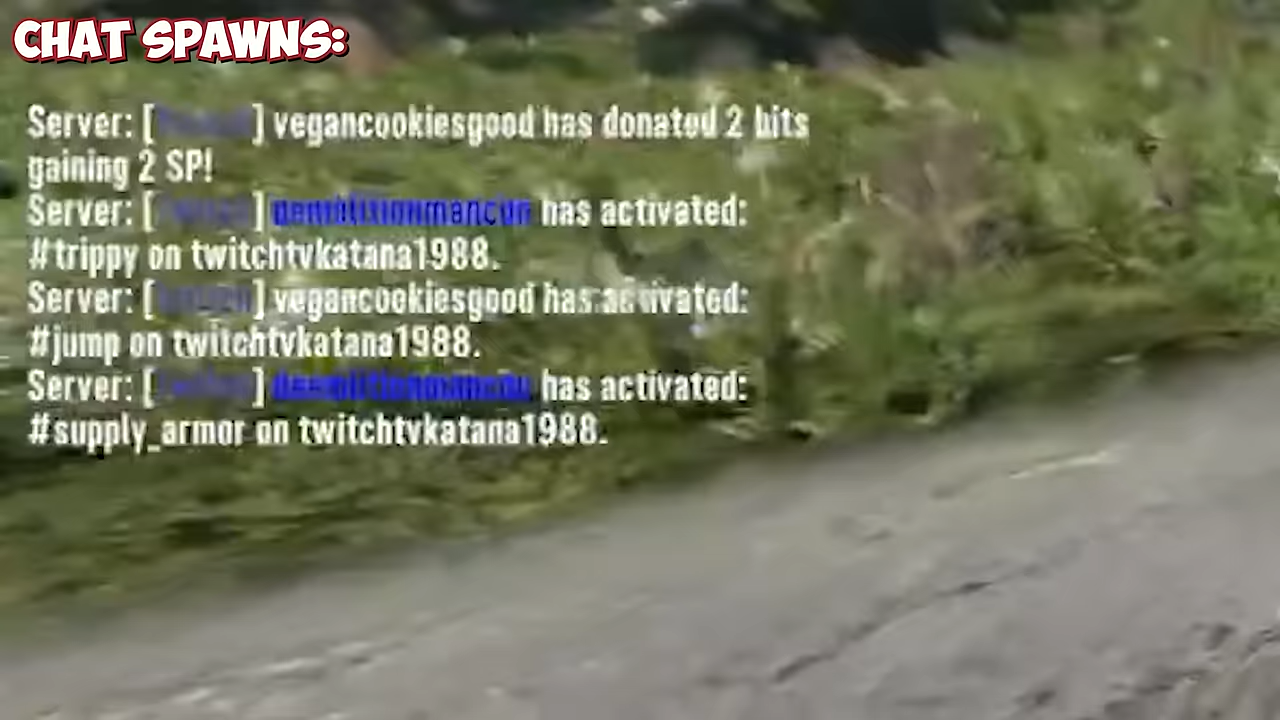 CHAT SPAWNS:
Server: [ ] vegancookiesgood has donated 2 bits
gaining 2 SP!
Server: [ ] has activated:
#trippy on twitchtvkatana1988.
Server: [ ] vegancookiesgood has activated:
#jump on twitchtvkatana1988.
Server: [ ] has activated:
#supply_armor on twitchtvkatana1988.